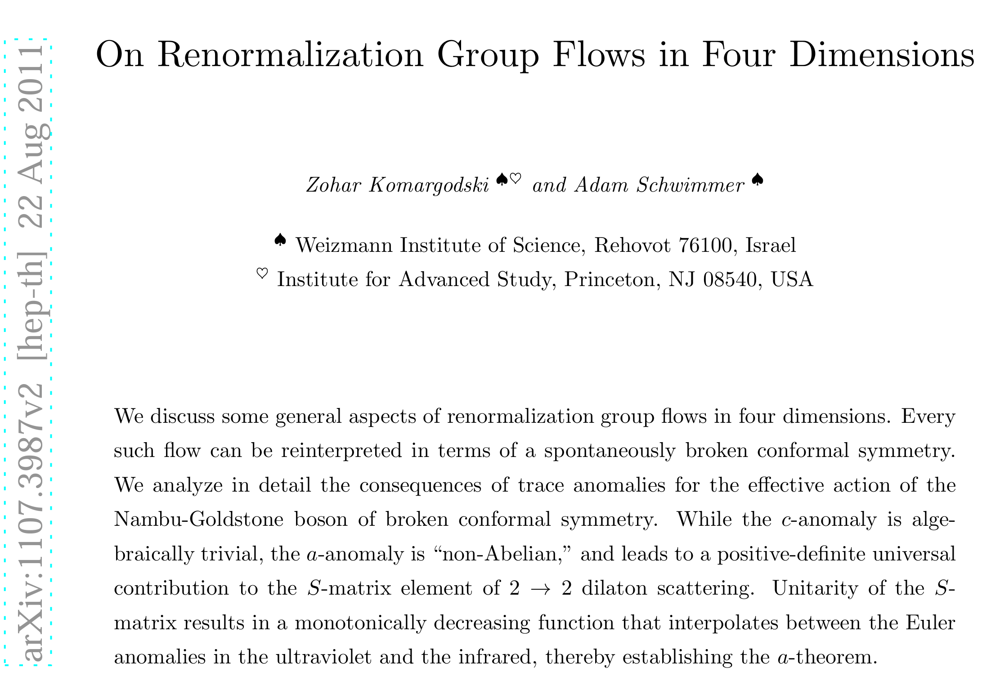 On Renormalization Group Flows in Four Dimensions
Zohar Komargodski ♠♡ and Adam Schwimmer ♠
♠ Weizmann Institute of Science, Rehovot 76100, Israel
♡ Institute for Advanced Study, Princeton, NJ 08540, USA
We discuss some general aspects of renormalization group flows in four dimensions. Every
such flow can be reinterpreted in terms of a spontaneously broken conformal symmetry.
We analyze in detail the consequences of trace anomalies for the effective action of the
Nambu-Goldstone boson of broken conformal symmetry. While the c-anomaly is alge-
braically trivial, the a-anomaly is “non-Abelian,” and leads to a positive-definite universal
contribution to the S-matrix element of 2 → 2 dilaton scattering. Unitarity of the S-
matrix results in a monotonically decreasing function that interpolates between the Euler
anomalies in the ultraviolet and the infrared, thereby establishing the a-theorem.
arXiv:1107.3987v2 [hep-th] 22 Aug 2011